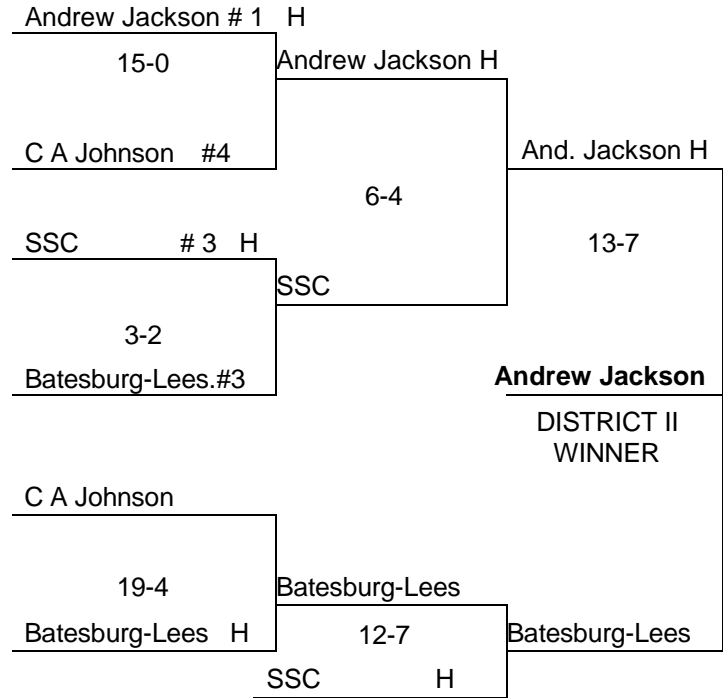 Andrew Jackson # 1 H
15-0
Andrew Jackson H
C A Johnson #4
And. Jackson H
6-4
SSC # 3 H
13-7
SSC
3-2
Batesburg-Lees.#3
Andrew Jackson
DISTRICT II
WINNER
C A Johnson
19-4
Batesburg-Lees
Batesburg-Lees H
12-7
Batesburg-Lees
SSC H